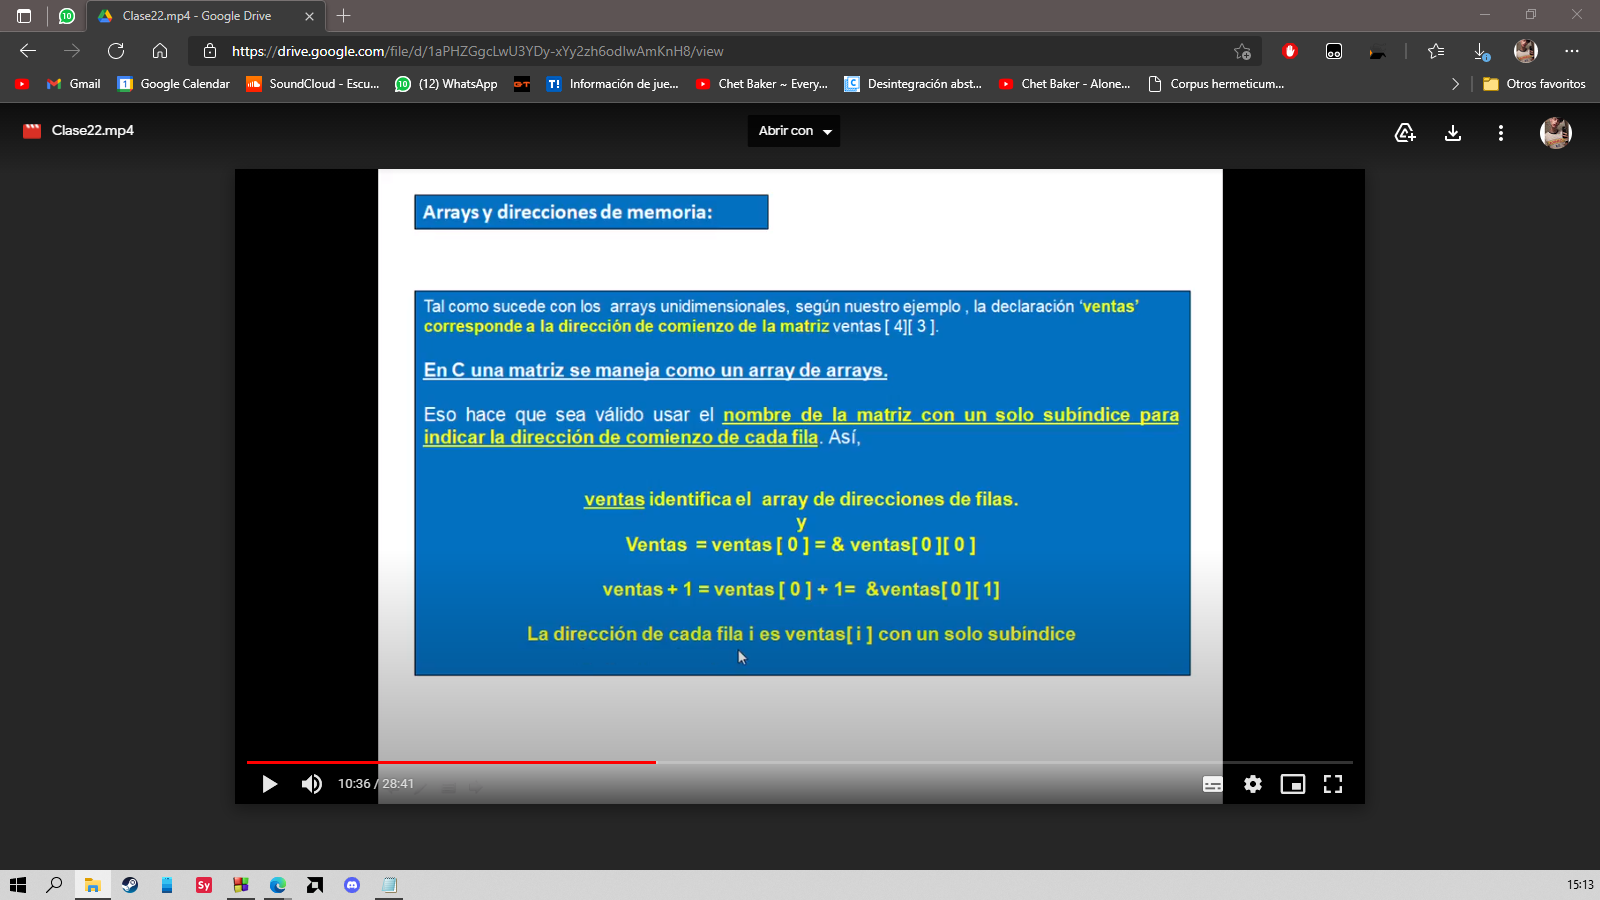 10
Clase22.mp4 - Google Drive
https://drive.google.com/file/d/1aPHZGgcLwU3YDy-xYy2zh6odIwAmKnH8/view
Gmail
1 Google Calendar
SoundCloud - Escu...
10 (12) WhatsApp
GT
T! Información de jue...
Chet Baker ~ Every...
Desintegración abst...
Chet Baker - Alone...
Corpus hermeticum...
Otros favoritos
Clase22.mp4
Abrir con
Arrays y direcciones de memoria:
Tal como sucede con los arrays unidimensionales, según nuestro ejemplo , la declaración ‘ventas’
corresponde a la dirección de comienzo de la matriz ventas [ 4][ 3 ].
En C una matriz se maneja como un array de arrays.
Eso hace que sea válido usar el nombre de la matriz con un solo subíndice para
indicar la dirección de comienzo de cada fila. Así,
ventas identifica el array de direcciones de filas.
y
Ventas = ventas [ 0 ] = & ventas[ 0 ][ 0 ]
ventas + 1 = ventas [ 0 ] + 1= &ventas[ 0 ][ 1]
La dirección de cada fila i es ventas[ i ] con un solo subíndice
10:36 / 28:41
Sy
15:13